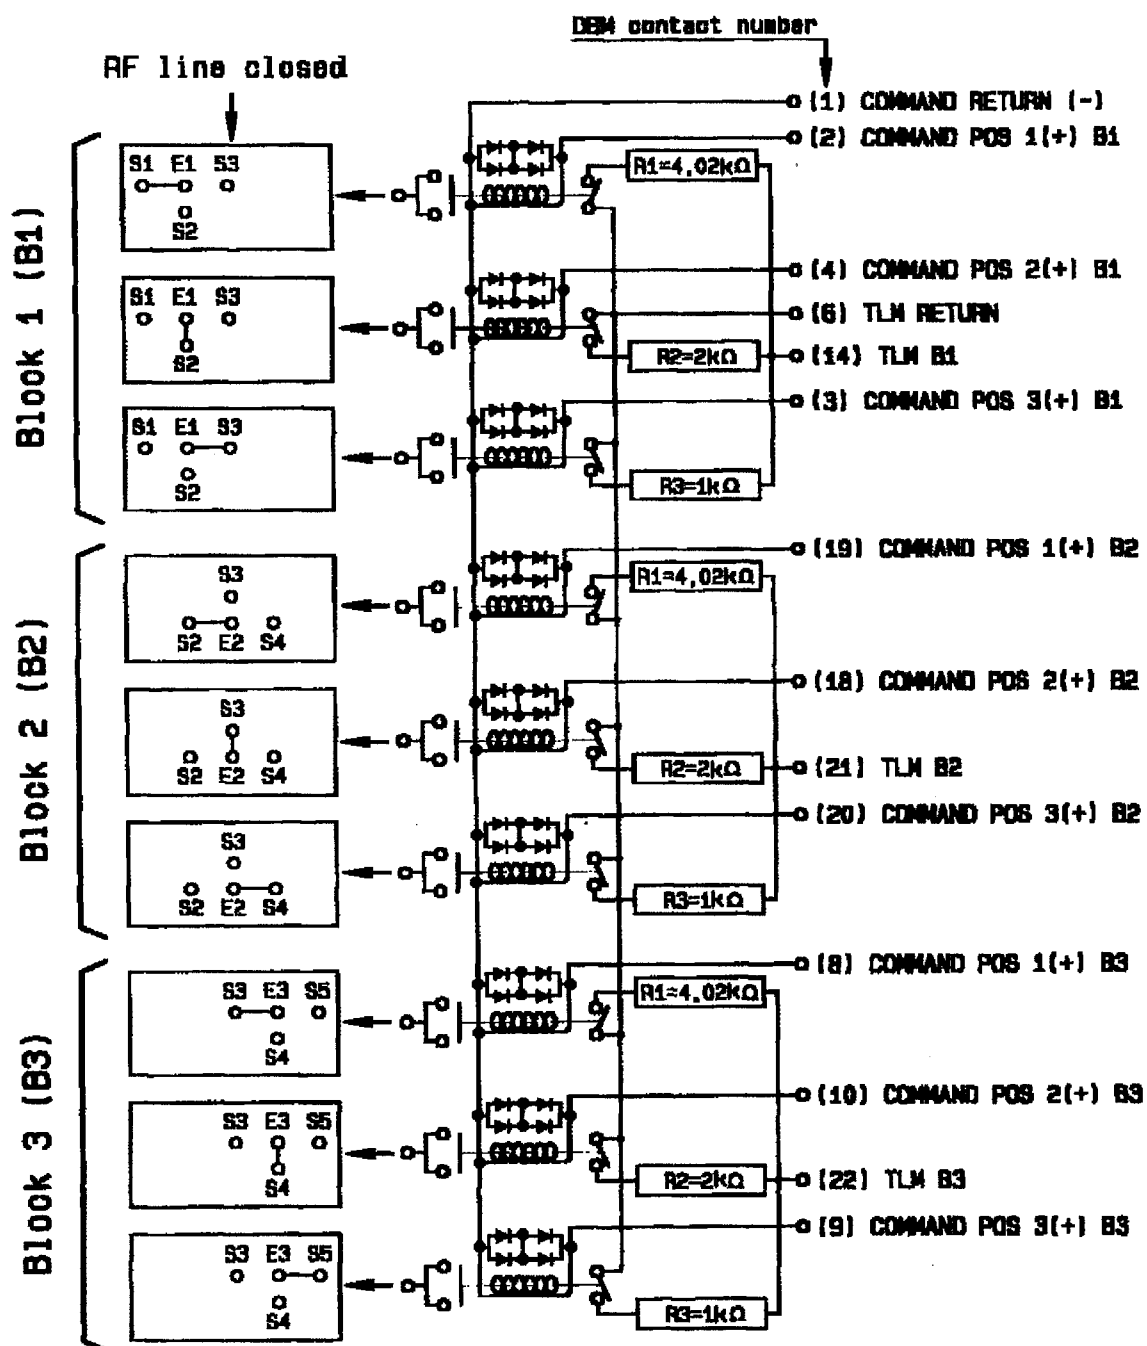 DBM contact number
RF line closed
(1) COMMAND RETURN (-)
(2) COMMAND POS 1(+) B1
Block 1 (B1)
S1 E1 S3
S2
R1=4,02kΩ
(4) COMMAND POS 2(+) B1
S1 E1 S3
S2
(6) TLM RETURN
R2=2kΩ
(14) TLM B1
(3) COMMAND POS 3(+) B1
S1 E1 S3
S2
R3=1kΩ
Block 2 (B2)
(19) COMMAND POS 1(+) B2
S3
S2 E2 S4
R1=4,02kΩ
(18) COMMAND POS 2(+) B2
S3
S2 E2 S4
R2=2kΩ
(21) TLM B2
(20) COMMAND POS 3(+) B2
S3
S2 E2 S4
R3=1kΩ
Block 3 (B3)
(8) COMMAND POS 1(+) B3
S3 E3 S5
S4
R1=4,02kΩ
(10) COMMAND POS 2(+) B3
S3 E3 S5
S4
R2=2kΩ
(22) TLM B3
(9) COMMAND POS 3(+) B3
S3 E3 S5
S4
R3=1kΩ